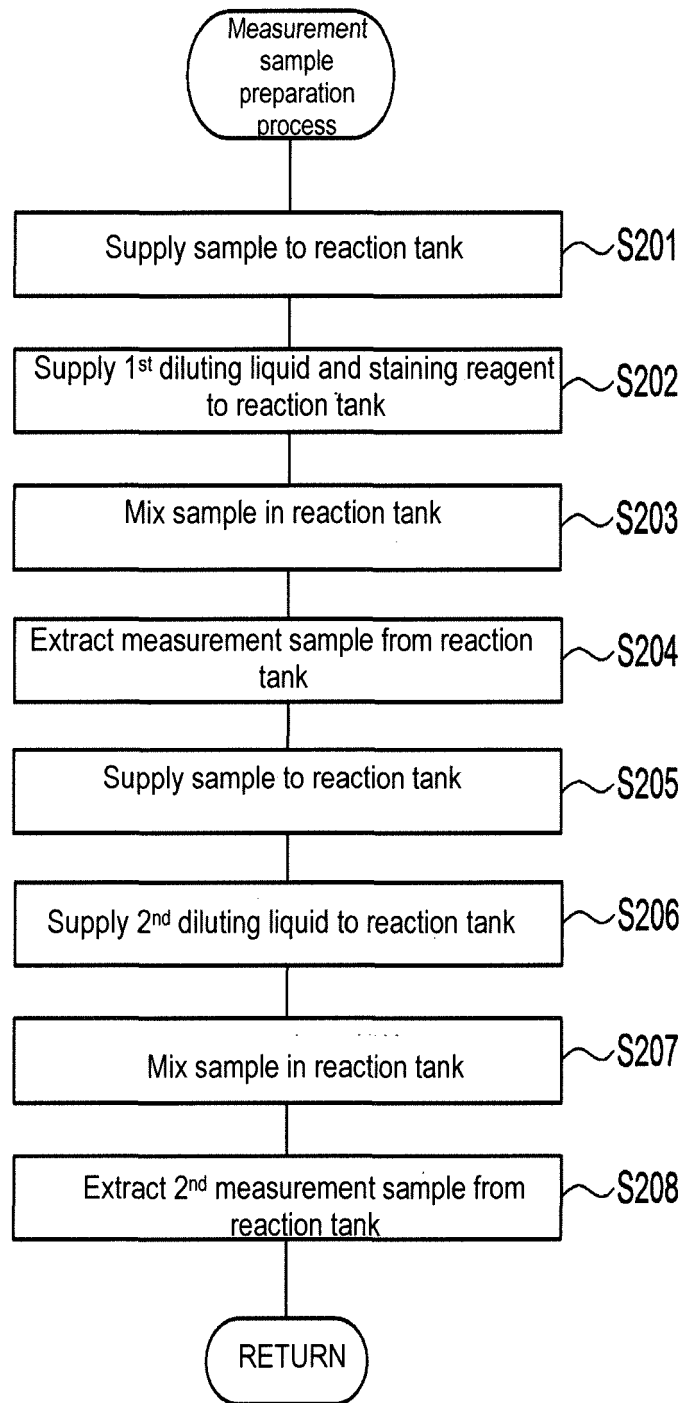 Measurement
sample
preparation
process
Supply sample to reaction tank
S201
Supply 1st diluting liquid and staining reagent
to reaction tank
S202
Mix sample in reaction tank
S203
Extract measurement sample from reaction
tank
S204
Supply sample to reaction tank
S205
Supply 2nd diluting liquid to reaction tank
S206
Mix sample in reaction tank
S207
Extract 2nd measurement sample from
reaction tank
S208
RETURN